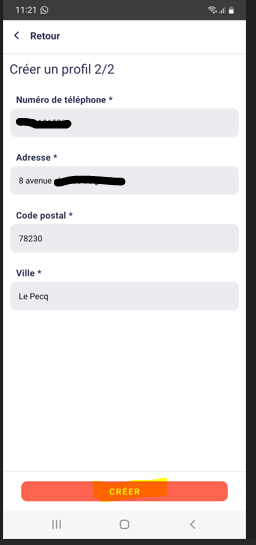 11:21
Retour
Créer un profil 2/2
Numéro de téléphone *
Adresse *
8 avenue
Code postal *
78230
Ville *
Le Pecq
CRÉER